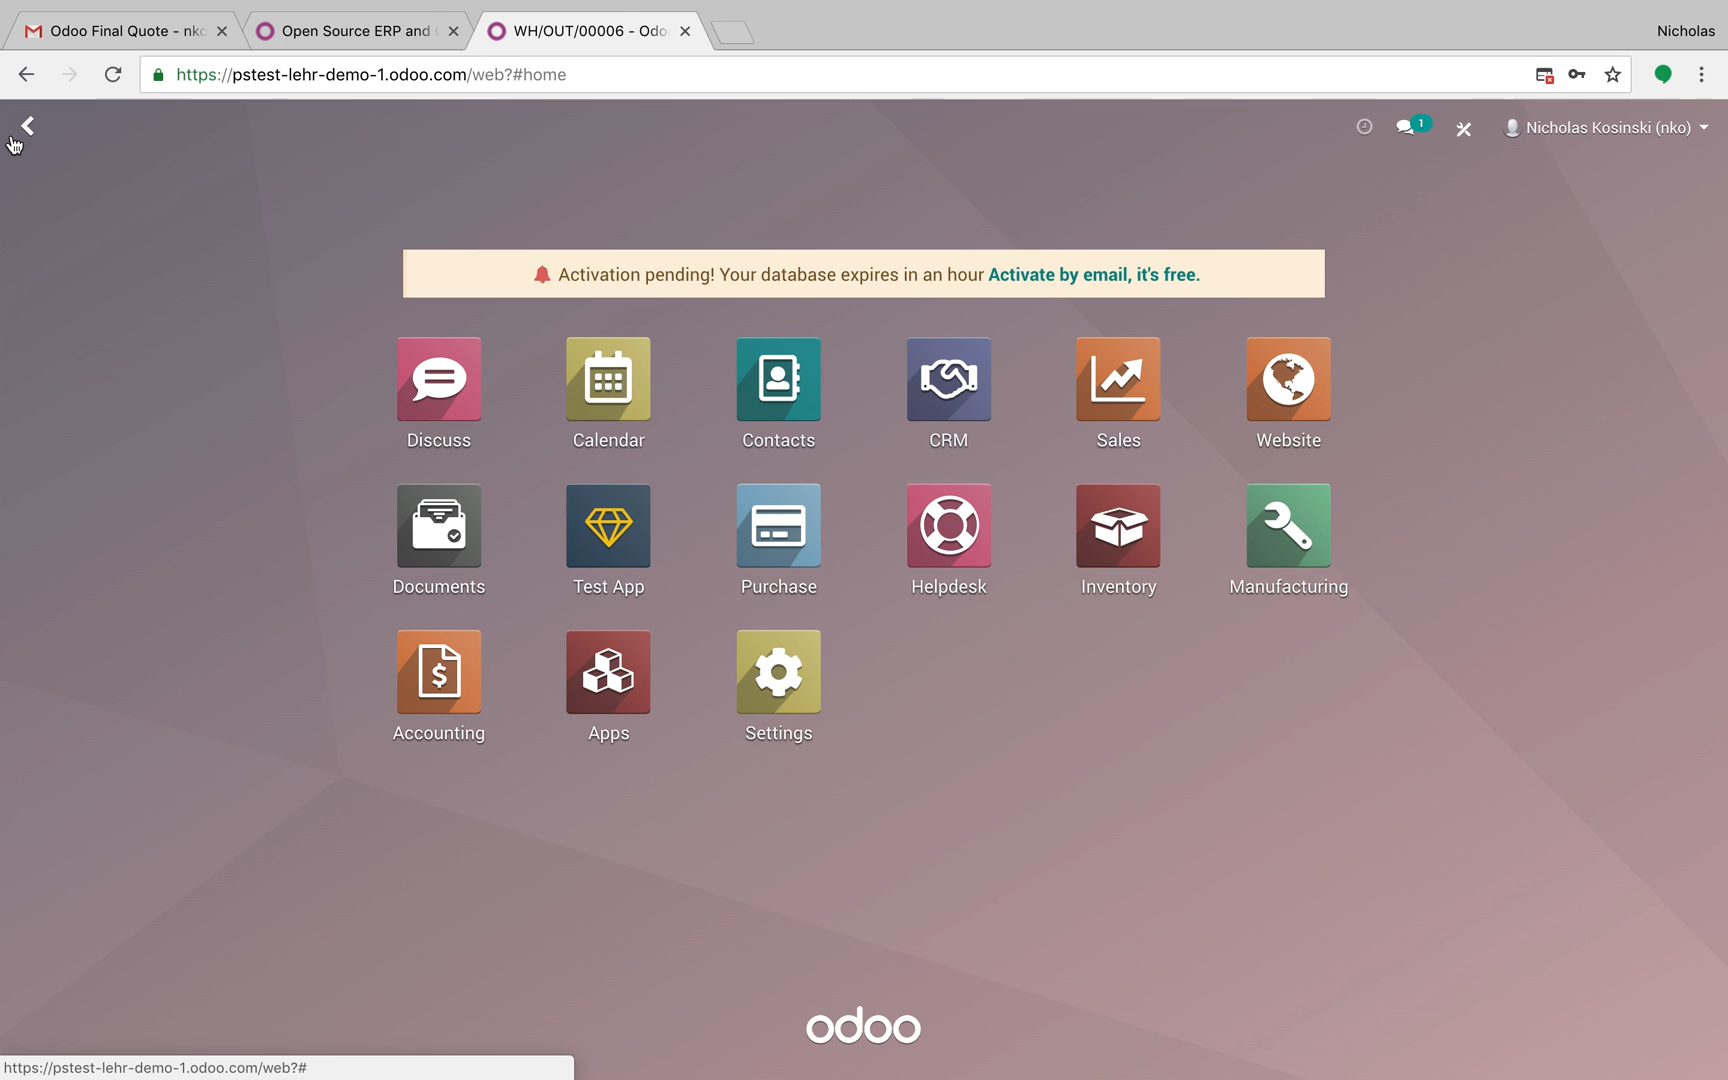 Odoo Final Quote - nko
Open Source ERP and
WH/OUT/00006 - Odo
Nicholas
https://pstest-lehr-demo-1.odoo.com/web?#home
1
Nicholas Kosinski (nko)
Activation pending! Your database expires in an hour Activate by email, it's free.
Discuss
Calendar
Contacts
CRM
Sales
Website
Documents
Test App
Purchase
Helpdesk
Inventory
Manufacturing
$
Accounting
Apps
Settings
odoo
https://pstest-lehr-demo-1.odoo.com/web?#